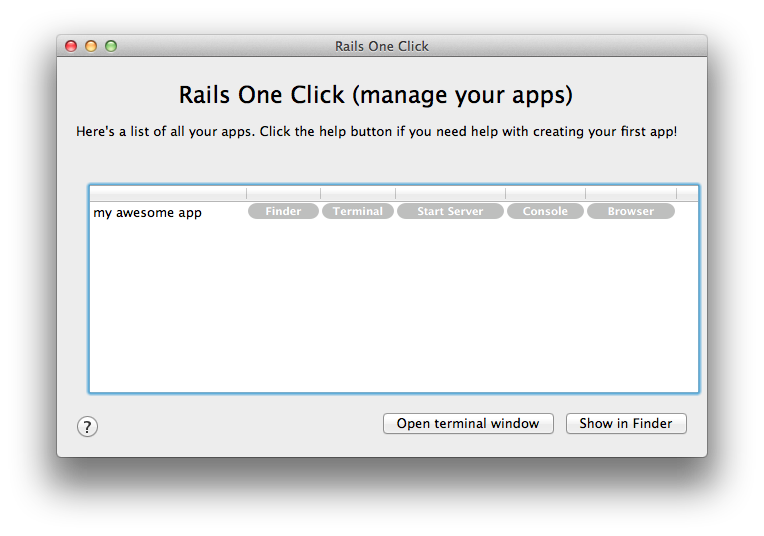 Rails One Click
Rails One Click (manage your apps)
Here's a list of all your apps. Click the help button if you need help with creating your first app!
my awesome app Finder Terminal Start Server Console Browser
? Open terminal window Show in Finder